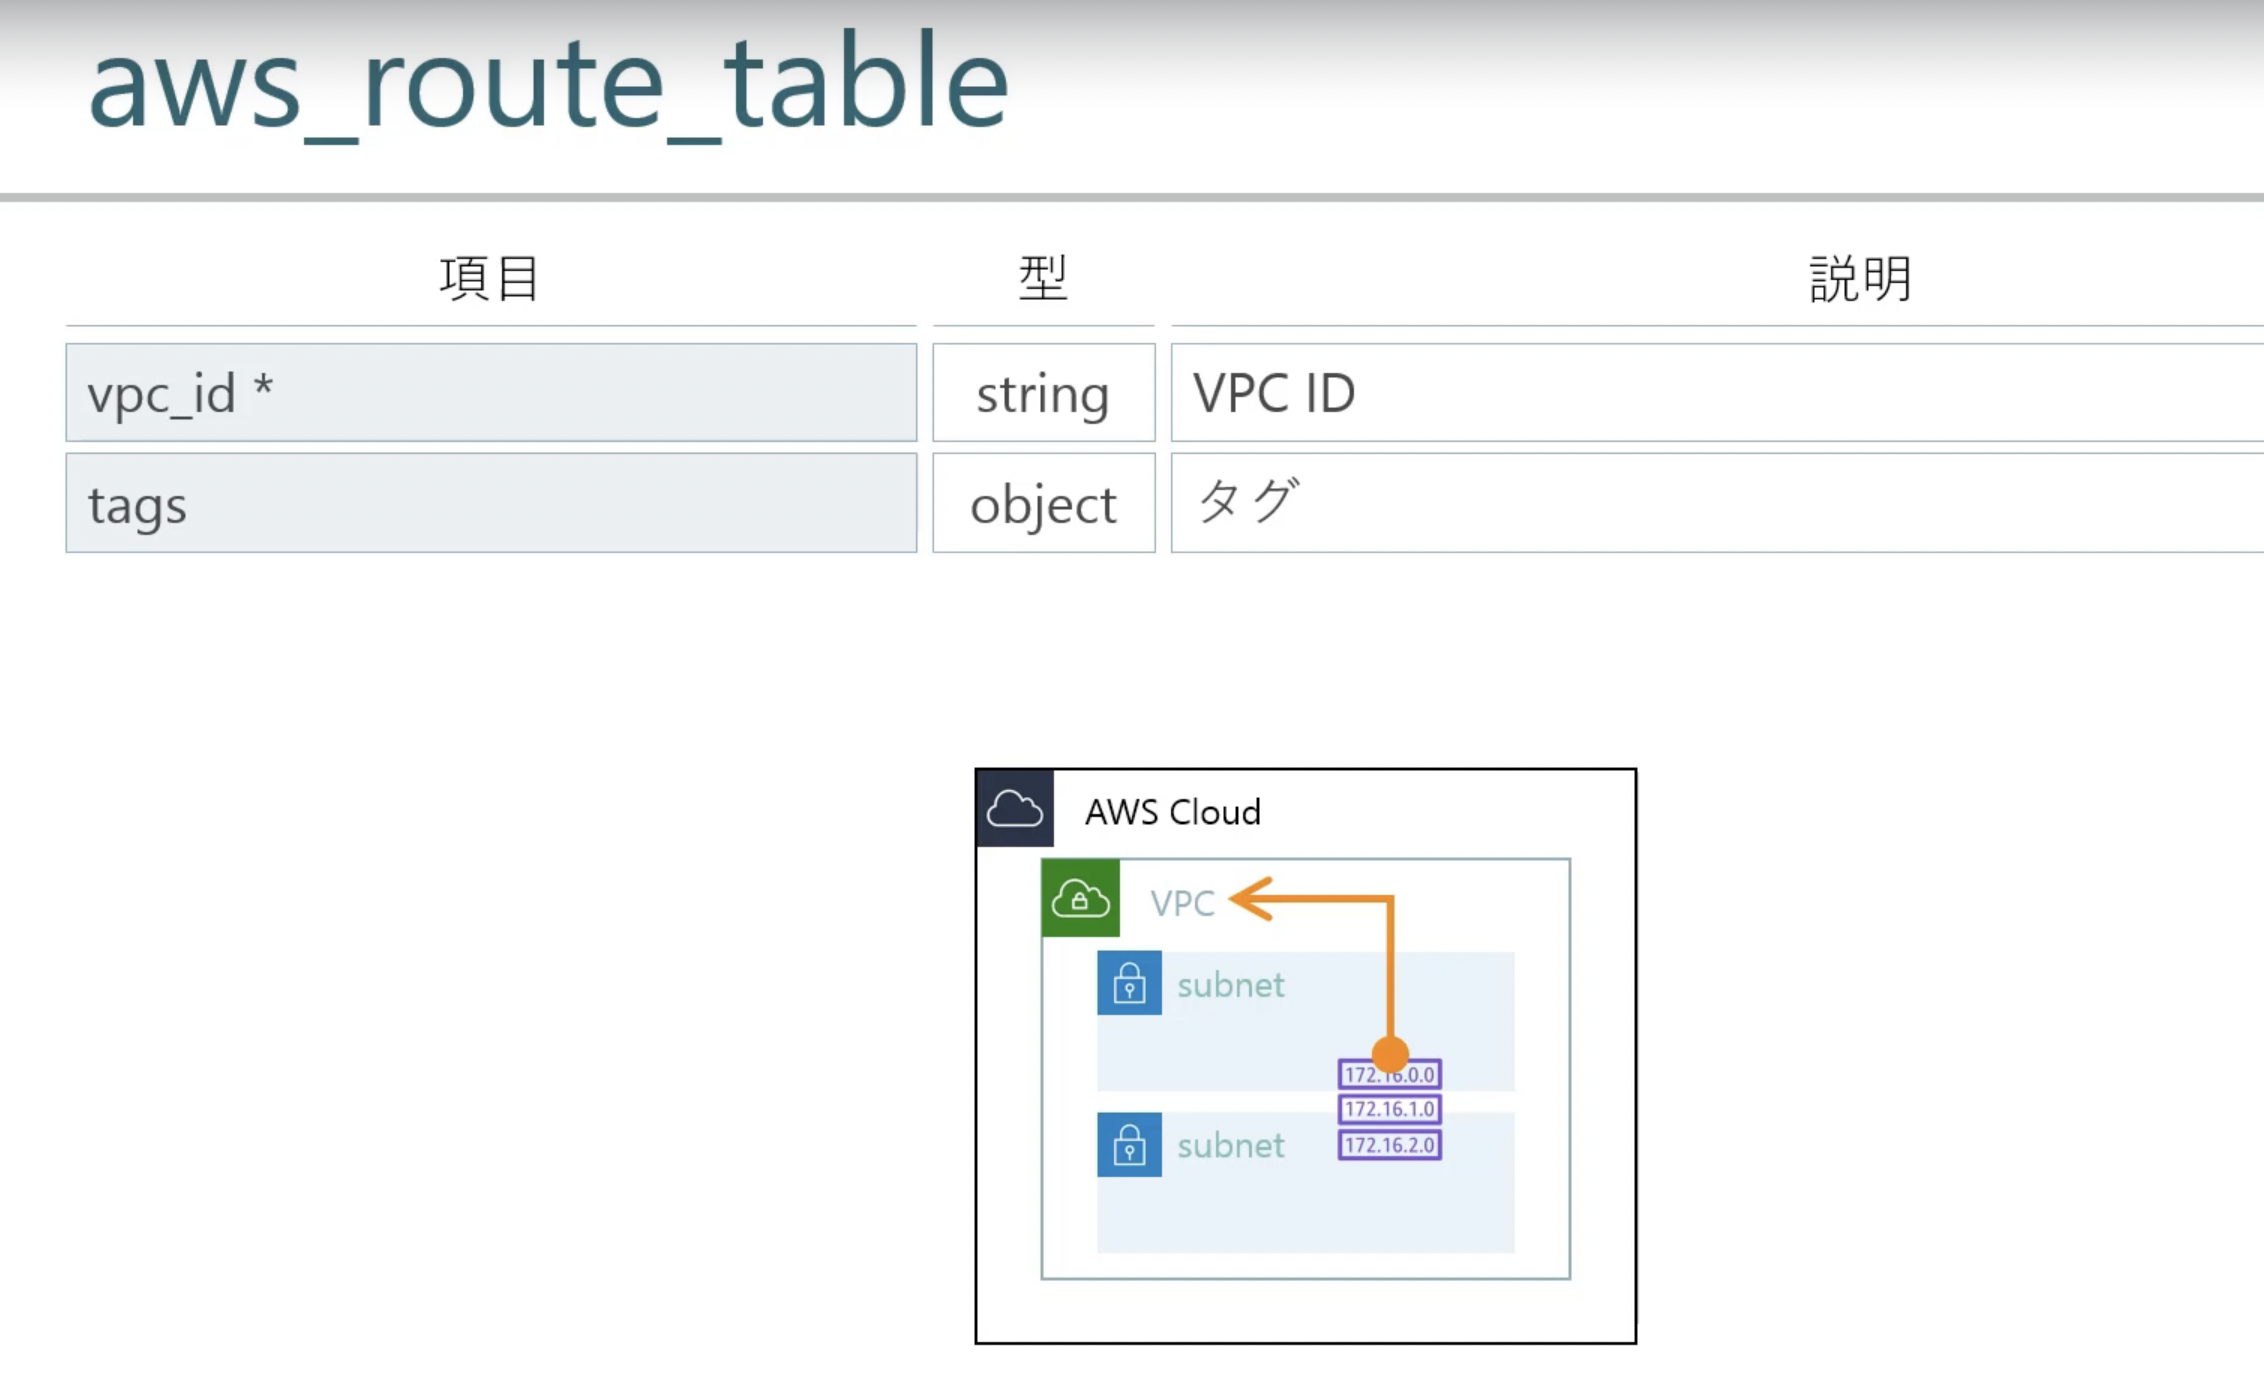 aws_route_table
項目 型 説明
vpc_id * string VPC ID
tags object タグ
AWS Cloud
VPC
subnet
172.16.0.0
172.16.1.0
subnet 172.16.2.0